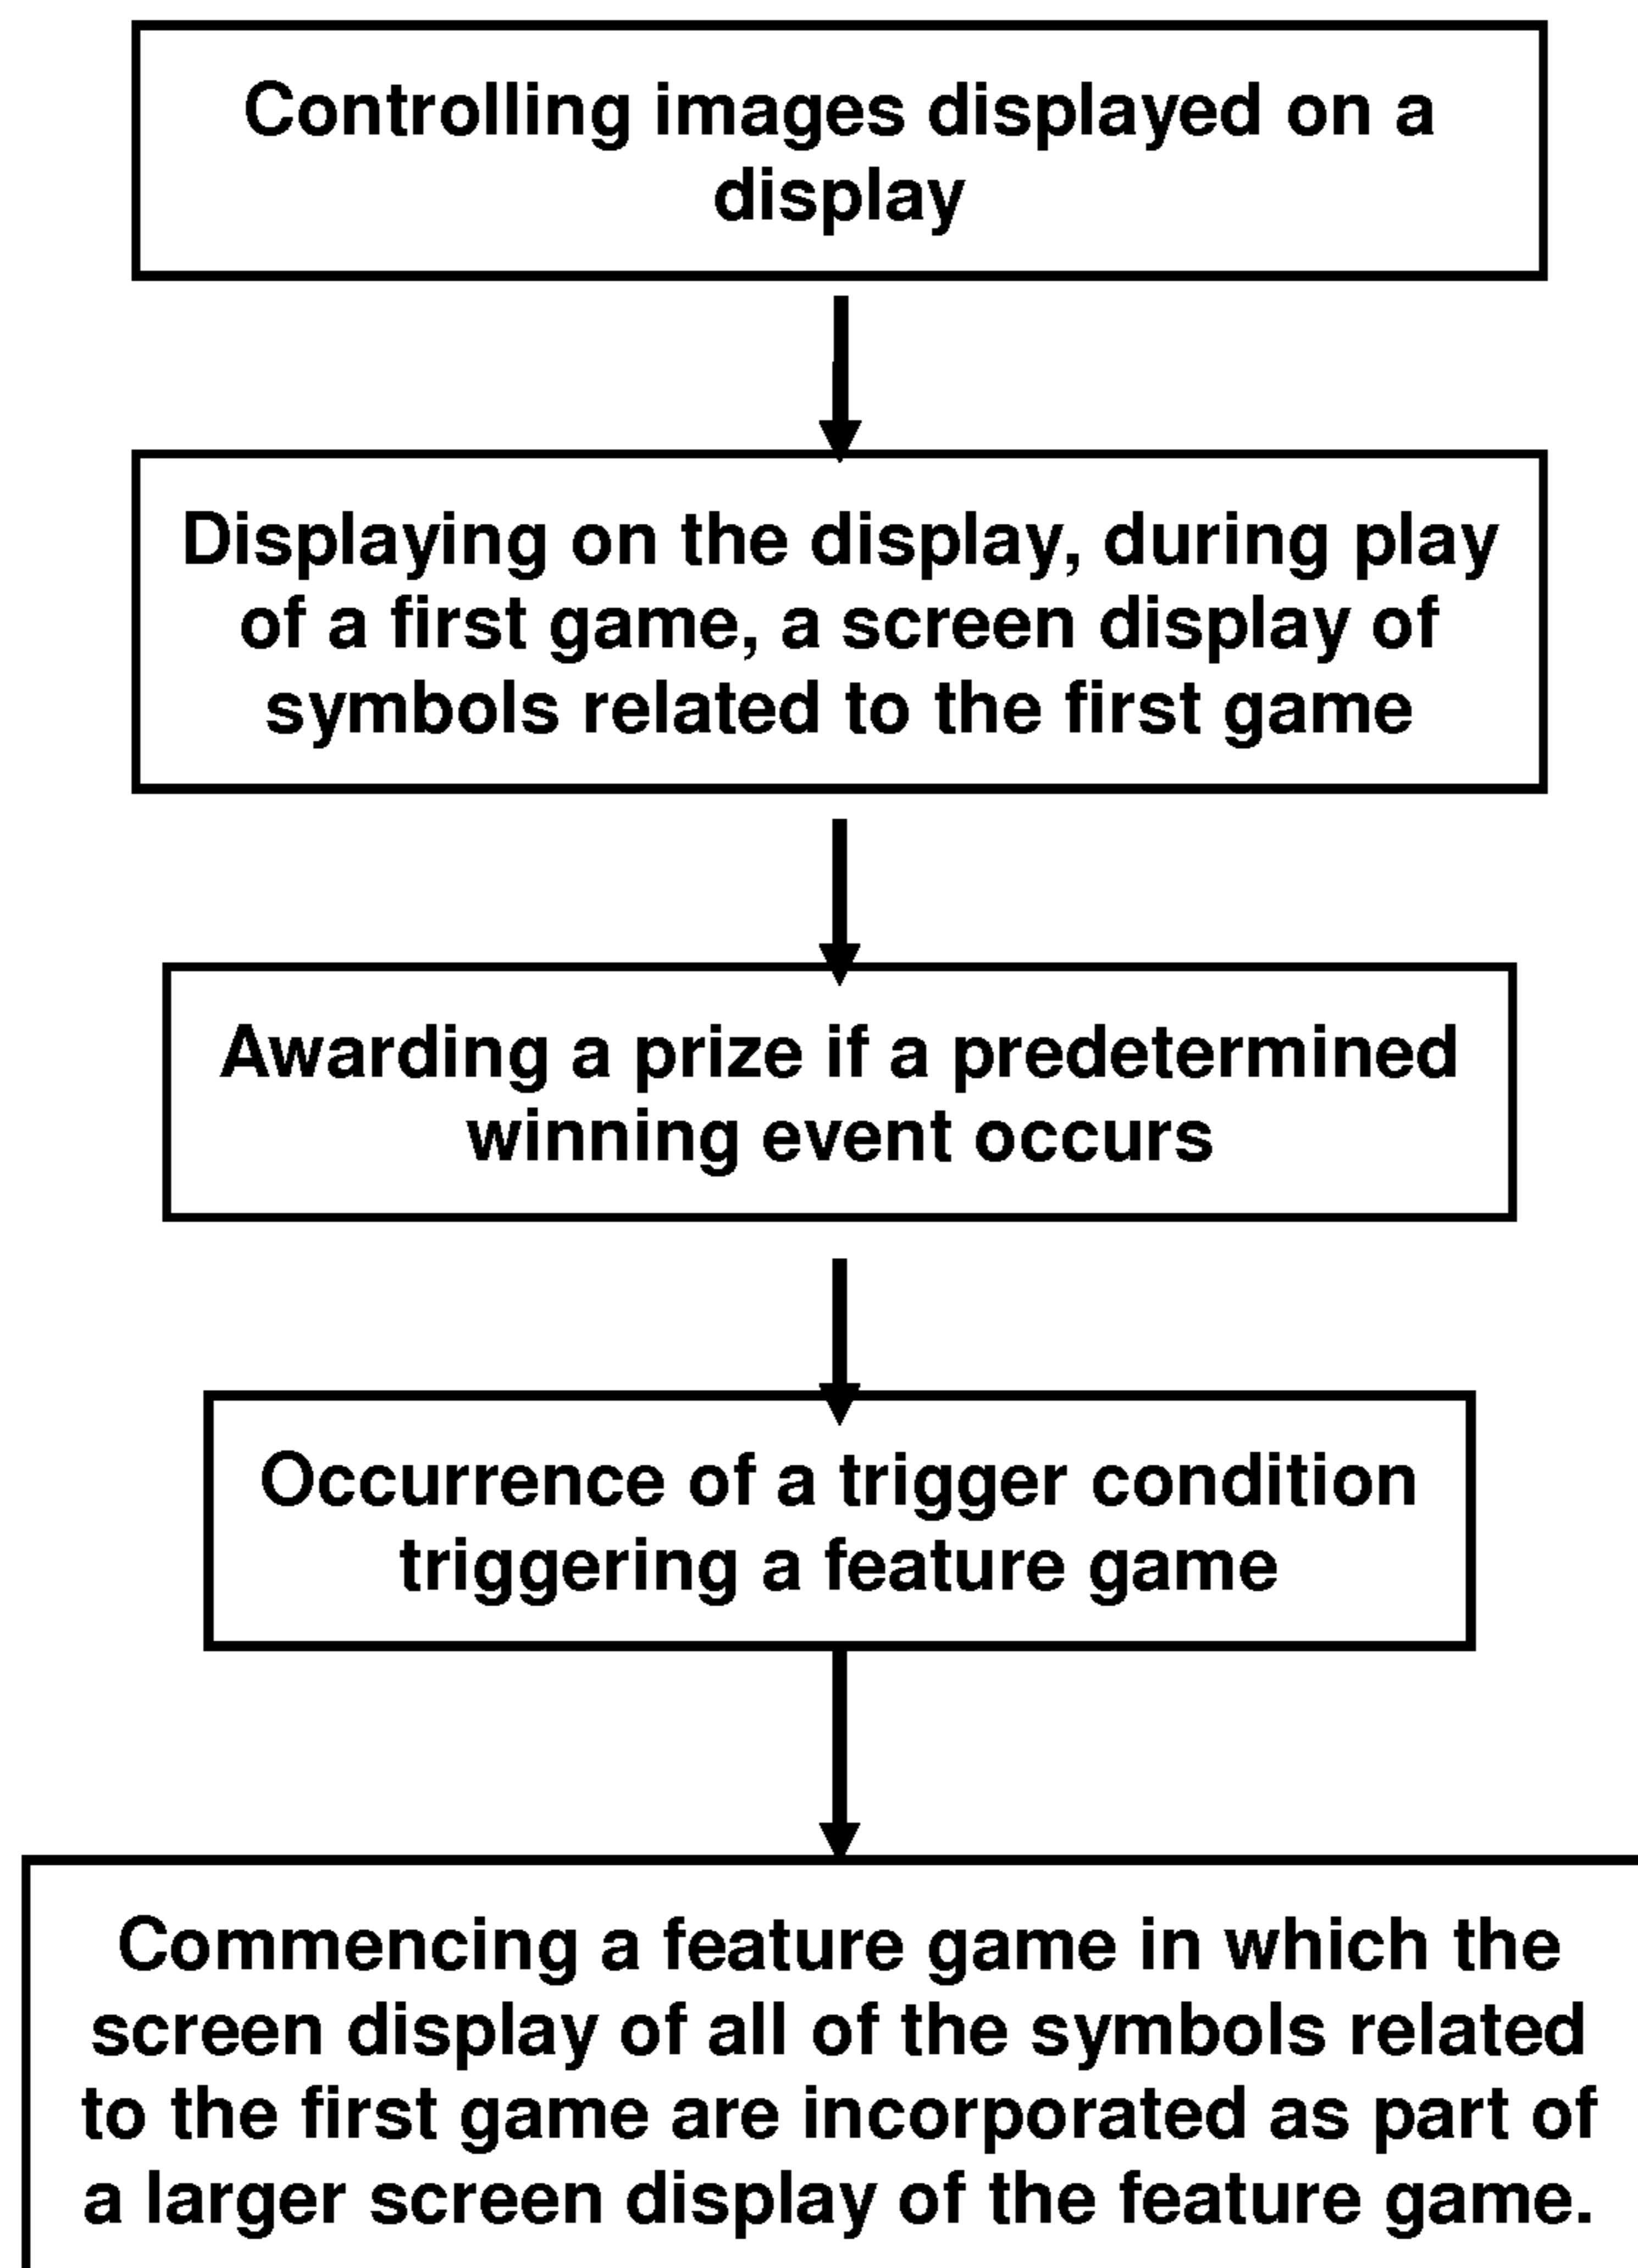 Controlling images displayed on a
display
Displaying on the display, during play
of a first game, a screen display of
symbols related to the first game
Awarding a prize if a predetermined
winning event occurs
Occurrence of a trigger condition
triggering a feature game
Commencing a feature game in which the
screen display of all of the symbols related
to the first game are incorporated as part of
a larger screen display of the feature game.